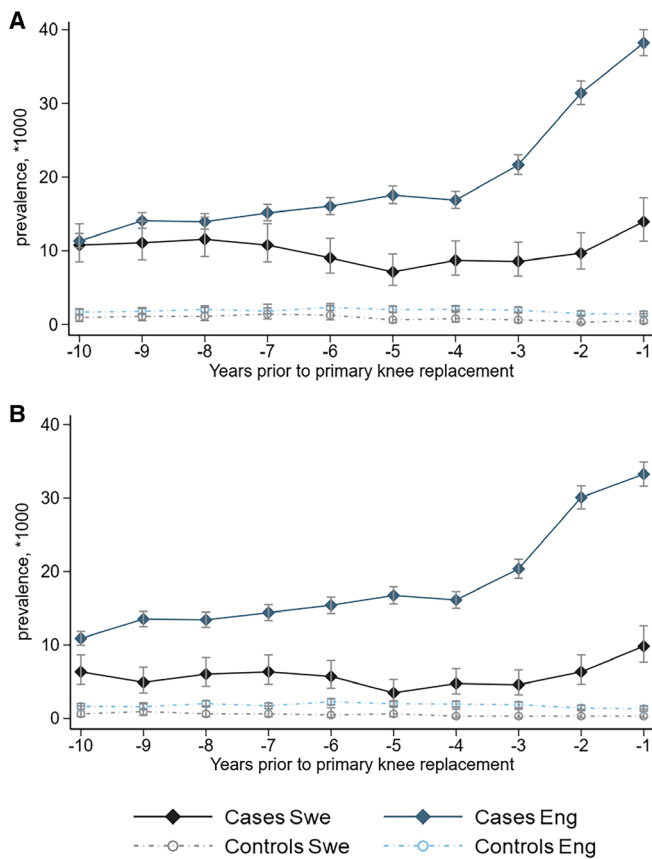 A
prevalence, *1000
40
30
20
10
0
-10 -9 -8 -7 -6 -5 -4 -3 -2 -1
Years prior to primary knee replacement
B
prevalence, *1000
40
30
20
10
0
-10 -9 -8 -7 -6 -5 -4 -3 -2 -1
Years prior to primary knee replacement
Cases Swe Cases Eng
Controls Swe Controls Eng